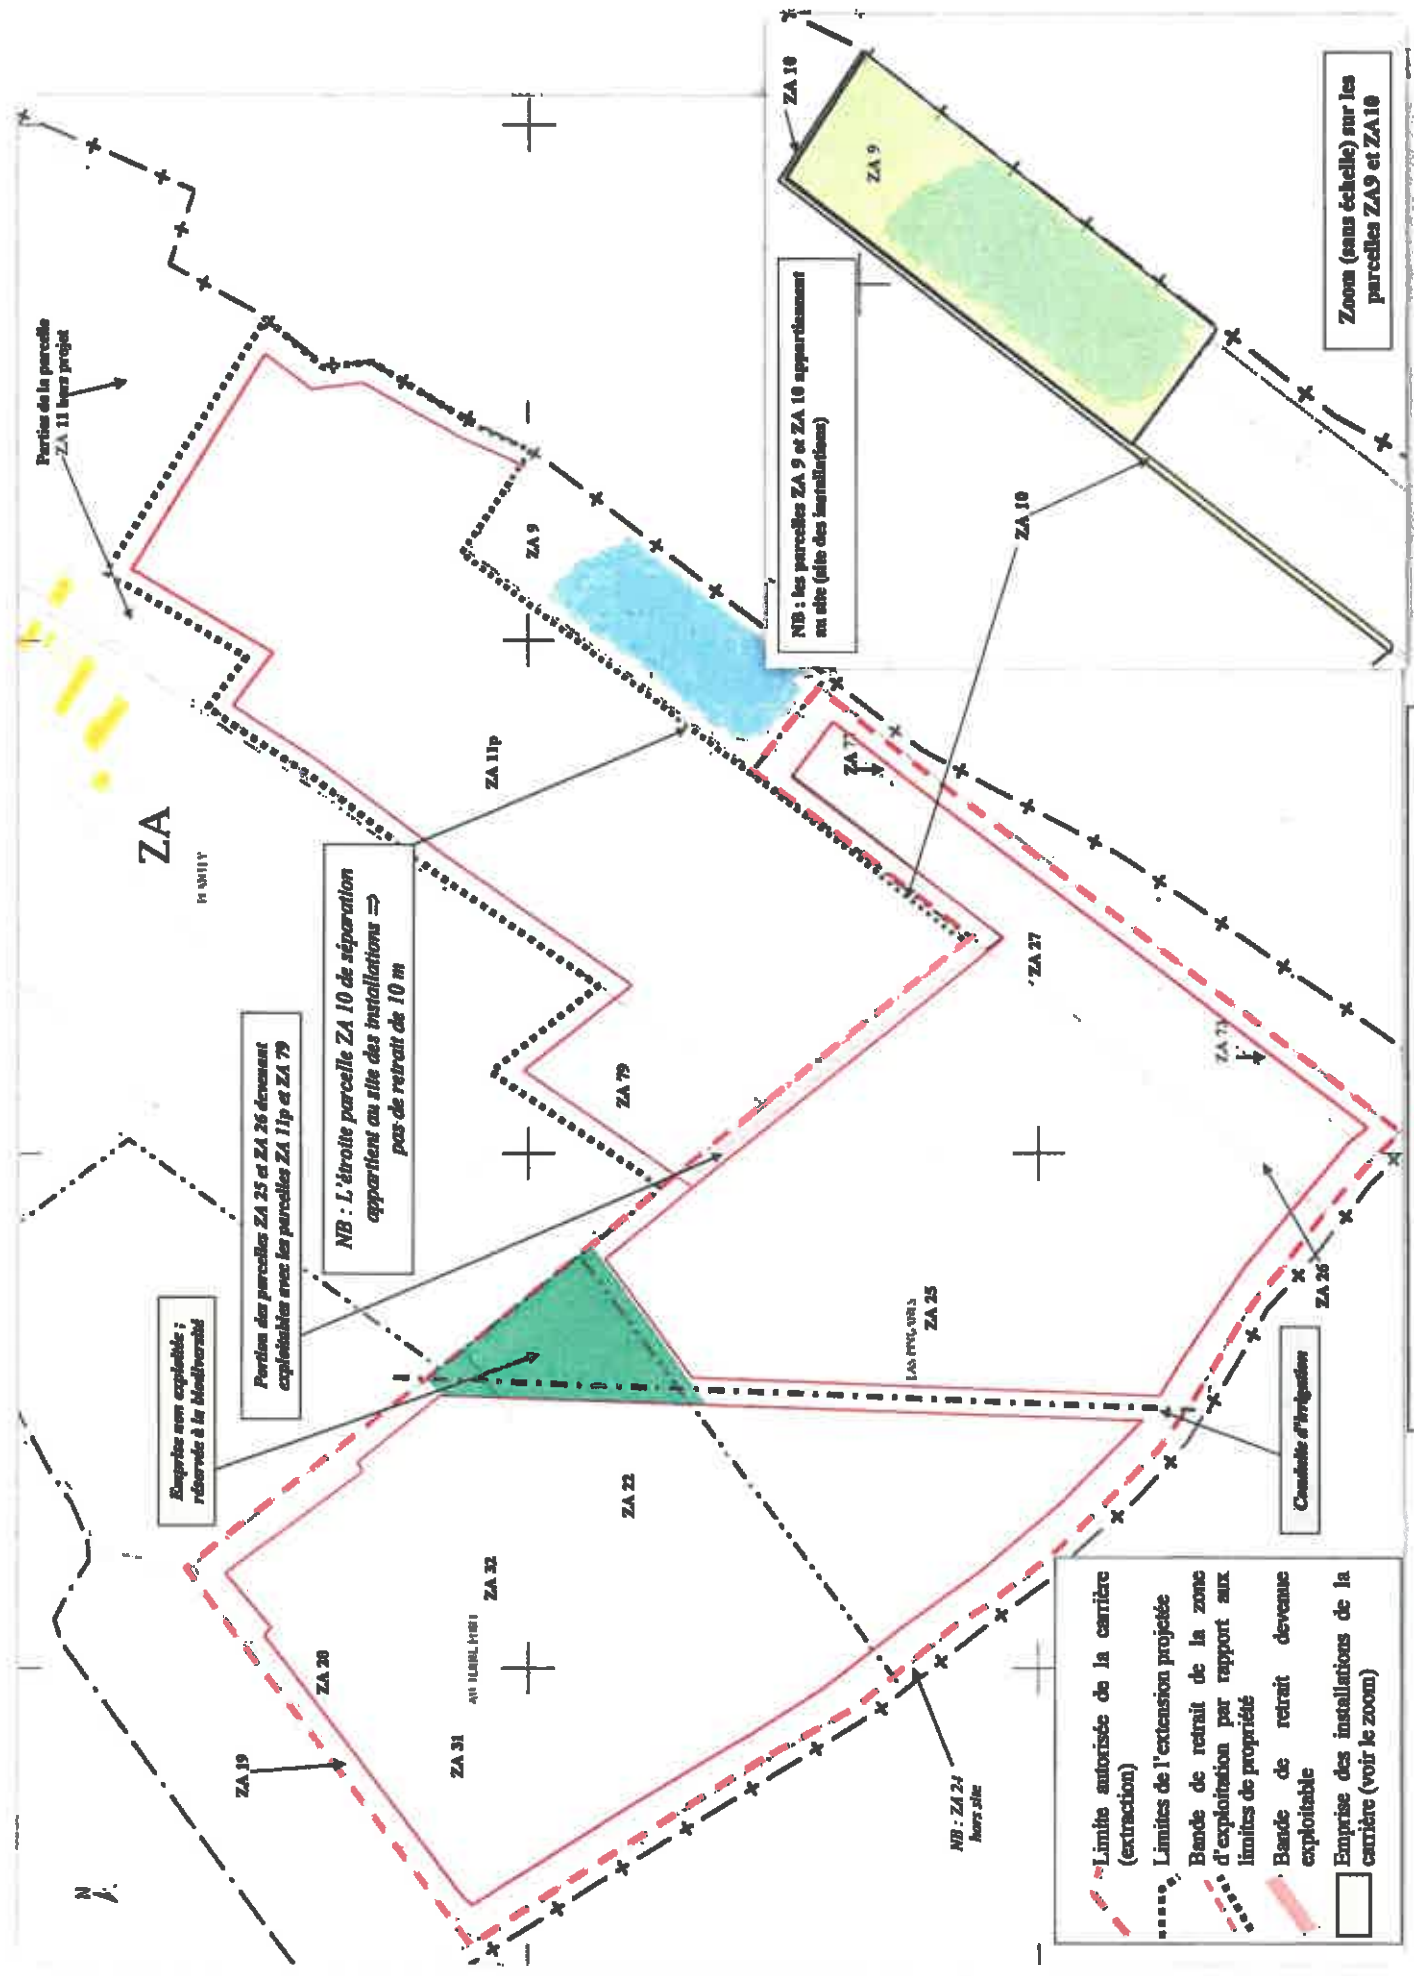 Parties de la parcelle
ZA 11 hors projet
ZA
ZA 11p
ZA 9
ZA 10
ZA 9
NB : les parcelles ZA 9 et ZA 10 appartiennent
au site (site des installations)
Zoom (sans échelle) sur les
parcelles ZA9 et ZA10
ZA 10
NB : L'étroite parcelle ZA 10 de séparation
appartient au site des installations ⇒
pas de retrait de 10 m
Portion des parcelles ZA 25 et ZA 26 devenant
exploitables avec les parcelles ZA 11p et ZA 79
Emprise non exploitée ;
réservée à la biodiversité
ZA 79
ZA 77
ZA 27
ZA 73
ZA 26
ZA 25
Conduite d'irrigation
ZA 22
ZA 32
ZA 20
ZA 31
ZA 19
NB : ZA 24
hors site
N
Limite autorisée de la carrière
(extraction)
Limites de l'extension projetée
Bande de retrait de la zone
d'exploitation par rapport aux
limites de propriété
Bande de retrait devenue
exploitable
Emprise des installations de la
carrière (voir le zoom)